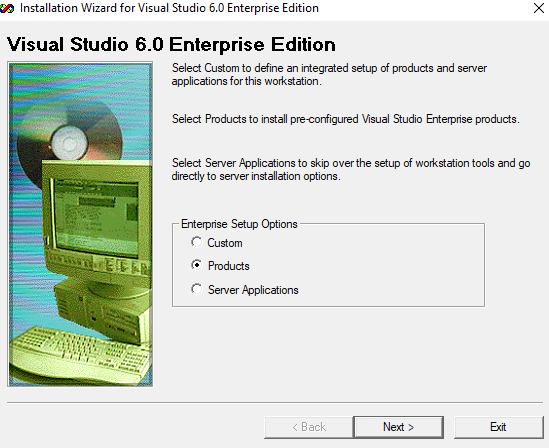 Installation Wizard for Visual Studio 6.0 Enterprise Edition
Visual Studio 6.0 Enterprise Edition
Select Custom to define an integrated setup of products and server
applications for this workstation.
Select Products to install pre-configured Visual Studio Enterprise products.
Select Server Applications to skip over the setup of workstation tools and go
directly to server installation options.
Enterprise Setup Options
Custom
Products
Server Applications
< Back
Next >
Exit